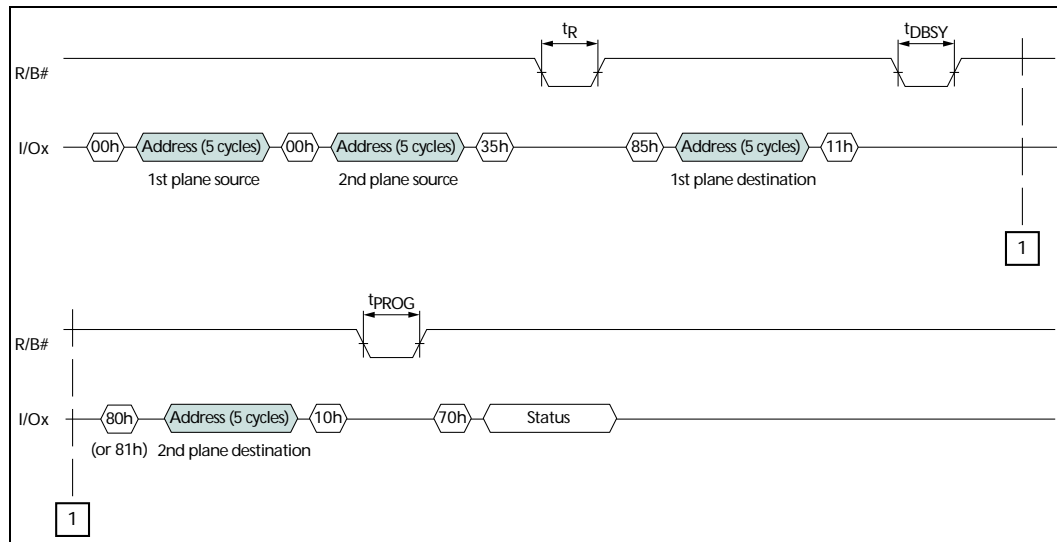 tR
tDBSY
R/B#
I/Ox
00h Address (5 cycles) 00h Address (5 cycles) 35h 85h Address (5 cycles) 11h
1st plane source 2nd plane source 1st plane destination
1
tPROG
R/B#
I/Ox
80h Address (5 cycles) 10h 70h Status
(or 81h) 2nd plane destination
1